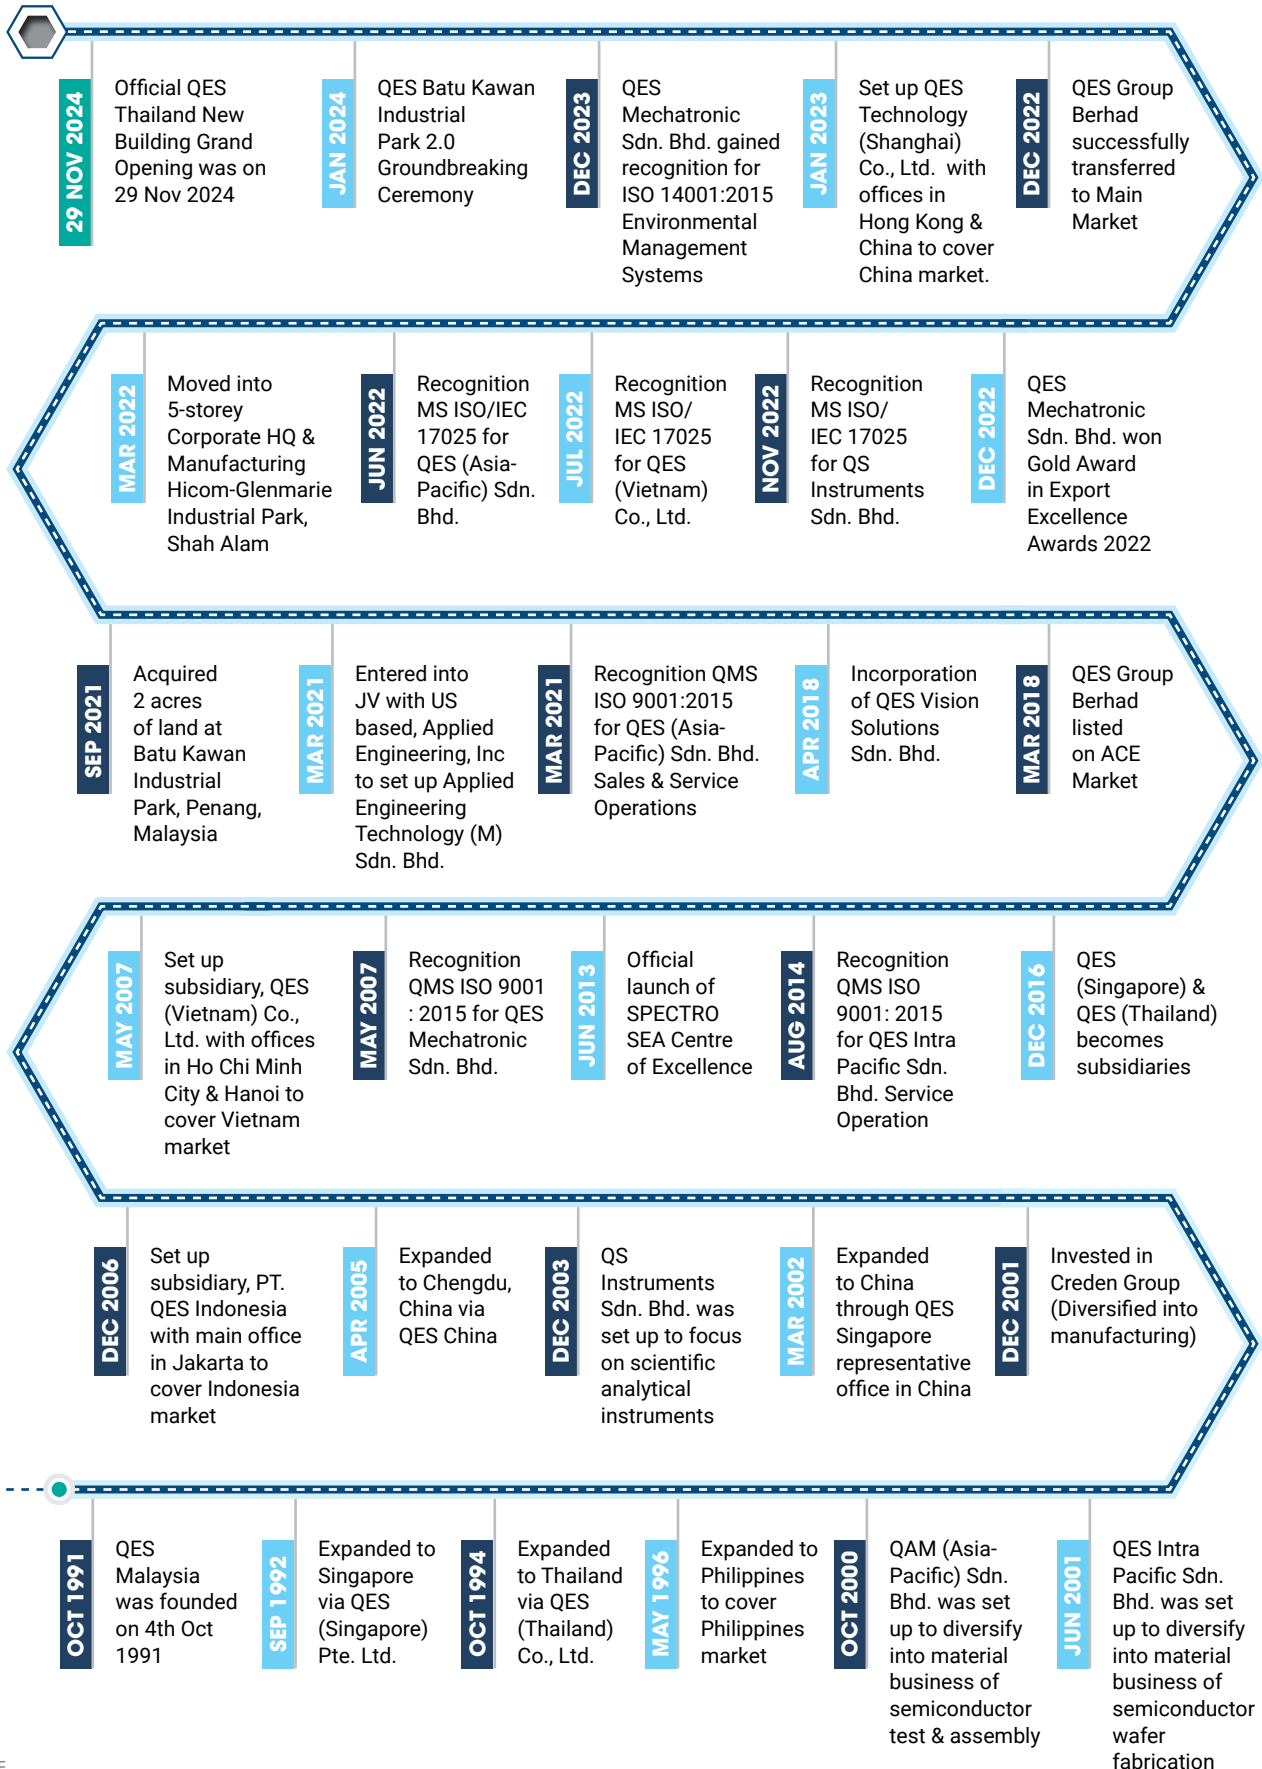 29 NOV 2024
Official QES
Thailand New
Building Grand
Opening was on
29 Nov 2024
JAN 2024
QES Batu Kawan
Industrial
Park 2.0
Groundbreaking
Ceremony
DEC 2023
QES
Mechatronic
Sdn. Bhd. gained
recognition for
ISO 14001:2015
Environmental
Management
Systems
JAN 2023
Set up QES
Technology
(Shanghai)
Co., Ltd. with
offices in
Hong Kong &
China to cover
China market.
DEC 2022
QES Group
Berhad
successfully
transferred
to Main
Market
MAR 2022
Moved into
5-storey
Corporate HQ &
Manufacturing
Hicom-Glenmarie
Industrial Park,
Shah Alam
JUN 2022
Recognition
MS ISO/IEC
17025 for
QES (Asia-
Pacific) Sdn.
Bhd.
JUL 2022
Recognition
MS ISO/
IEC 17025
for QES
(Vietnam)
Co., Ltd.
NOV 2022
Recognition
MS ISO/
IEC 17025
for QS
Instruments
Sdn. Bhd.
DEC 2022
QES
Mechatronic
Sdn. Bhd. won
Gold Award
in Export
Excellence
Awards 2022
SEP 2021
Acquired
2 acres
of land at
Batu Kawan
Industrial
Park, Penang,
Malaysia
MAR 2021
Entered into
JV with US
based, Applied
Engineering, Inc
to set up Applied
Engineering
Technology (M)
Sdn. Bhd.
MAR 2021
Recognition QMS
ISO 9001:2015
for QES (Asia-
Pacific) Sdn. Bhd.
Sales & Service
Operations
APR 2018
Incorporation
of QES Vision
Solutions
Sdn. Bhd.
MAR 2018
QES Group
Berhad
listed
on ACE
Market
MAY 2007
Set up
subsidiary, QES
(Vietnam) Co.,
Ltd. with offices
in Ho Chi Minh
City & Hanoi to
cover Vietnam
market
MAY 2007
Recognition
QMS ISO 9001
: 2015 for QES
Mechatronic
Sdn. Bhd.
JUN 2013
Official
launch of
SPECTRO
SEA Centre
of Excellence
AUG 2014
Recognition
QMS ISO
9001: 2015
for QES Intra
Pacific Sdn.
Bhd. Service
Operation
DEC 2016
QES
(Singapore) &
QES (Thailand)
becomes
subsidiaries
DEC 2006
Set up
subsidiary, PT.
QES Indonesia
with main office
in Jakarta to
cover Indonesia
market
APR 2005
Expanded
to Chengdu,
China via
QES China
DEC 2003
QS
Instruments
Sdn. Bhd. was
set up to focus
on scientific
analytical
instruments
MAR 2002
Expanded
to China
through QES
Singapore
representative
office in China
DEC 2001
Invested in
Creden Group
(Diversified into
manufacturing)
OCT 1991
QES
Malaysia
was founded
on 4th Oct
1991
SEP 1992
Expanded to
Singapore
via QES
(Singapore)
Pte. Ltd.
OCT 1994
Expanded
to Thailand
via QES
(Thailand)
Co., Ltd.
MAY 1996
Expanded to
Philippines
to cover
Philippines
market
OCT 2000
QAM (Asia-
Pacific) Sdn.
Bhd. was set
up to diversify
into material
business of
semiconductor
test & assembly
JUN 2001
QES Intra
Pacific Sdn.
Bhd. was set
up to diversify
into material
business of
semiconductor
wafer
fabrication